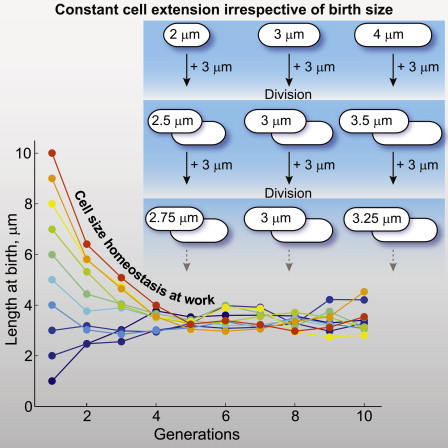 Constant cell extension irrespective of birth size
2 μm
3 μm
4 μm
+ 3 μm
+ 3 μm
+ 3 μm
Division
2.5 μm
3 μm
3.5 μm
+ 3 μm
+ 3 μm
+ 3 μm
Division
2.75 μm
3 μm
3.25 μm
Cell size homeostasis at work
Length at birth, μm
10
8
6
4
2
0
2
4
6
8
10
Generations